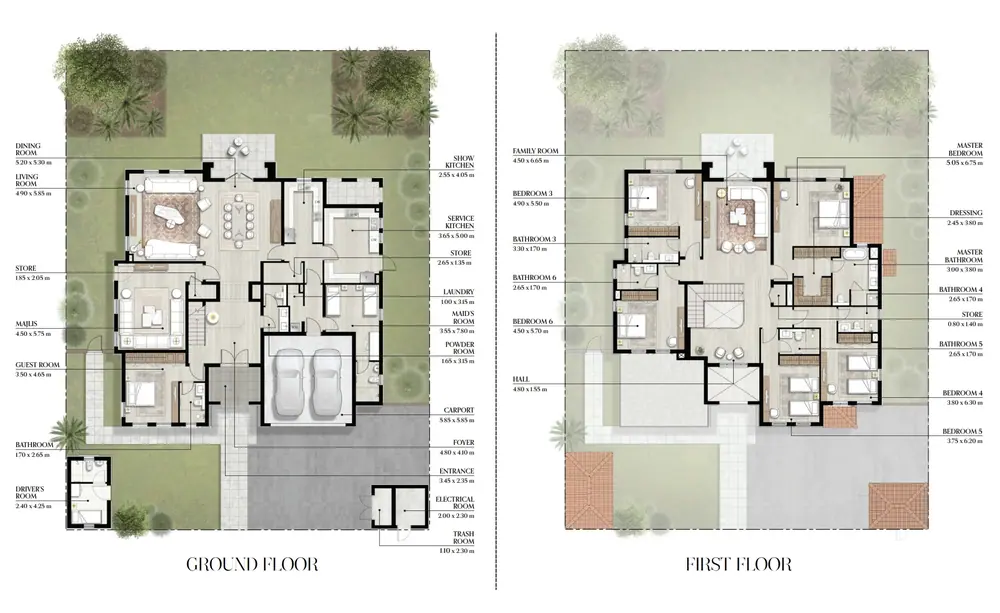 DINING
ROOM
5.20 x 5.30 m
LIVING
ROOM
4.90 x 5.85 m
STORE
1.85 x 2.05 m
MAJLIS
4.50 x 5.75 m
GUEST ROOM
3.50 x 4.65 m
BATHROOM
1.70 x 2.65 m
DRIVER'S
ROOM
2.40 x 4.25 m
SHOW
KITCHEN
2.55 x 4.05 m
SERVICE
KITCHEN
3.65 x 5.00 m
STORE
2.65 x 1.35 m
LAUNDRY
1.00 x 3.15 m
MAID'S
ROOM
3.55 x 7.80 m
POWDER
ROOM
1.65 x 3.15 m
CARPORT
5.85 x 5.85 m
FOYER
4.80 x 4.10 m
ENTRANCE
3.45 x 2.35 m
ELECTRICAL
ROOM
2.00 x 2.30 m
TRASH
ROOM
1.10 x 2.30 m
GROUND FLOOR
FAMILY ROOM
4.50 x 6.65 m
BEDROOM 3
4.90 x 5.50 m
BATHROOM 3
3.30 x 1.70 m
BATHROOM 6
2.65 x 1.70 m
BEDROOM 6
4.50 x 5.70 m
HALL
4.80 x 1.55 m
MASTER
BEDROOM
5.05 x 6.75 m
DRESSING
2.45 x 3.80 m
MASTER
BATHROOM
3.00 x 3.80 m
BATHROOM 4
2.65 x 1.70 m
STORE
0.80 x 1.40 m
BATHROOM 5
2.65 x 1.70 m
BEDROOM 4
3.80 x 6.30 m
BEDROOM 5
3.75 x 6.20 m
FIRST FLOOR